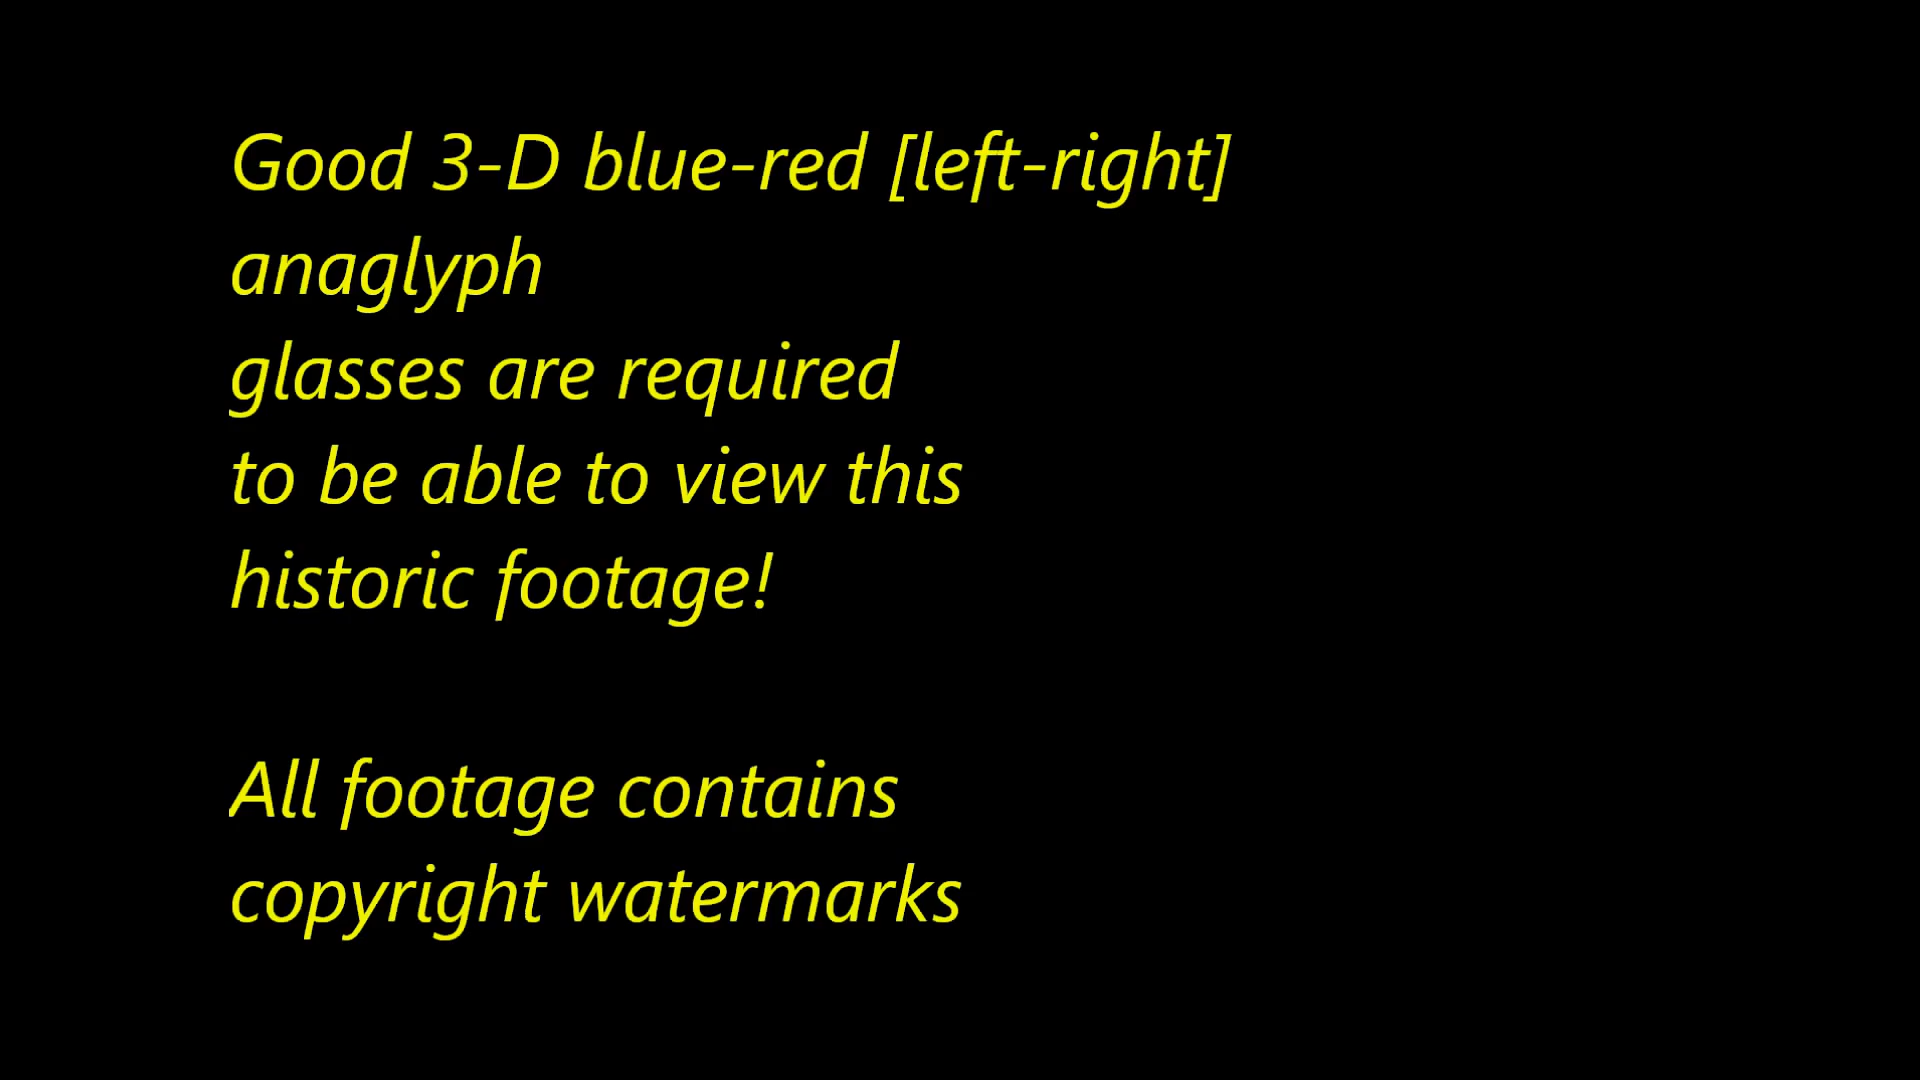 Good 3-D blue-red [left-right]
anaglyph
glasses are required
to be able to view this
historic footage!
All footage contains
copyright watermarks